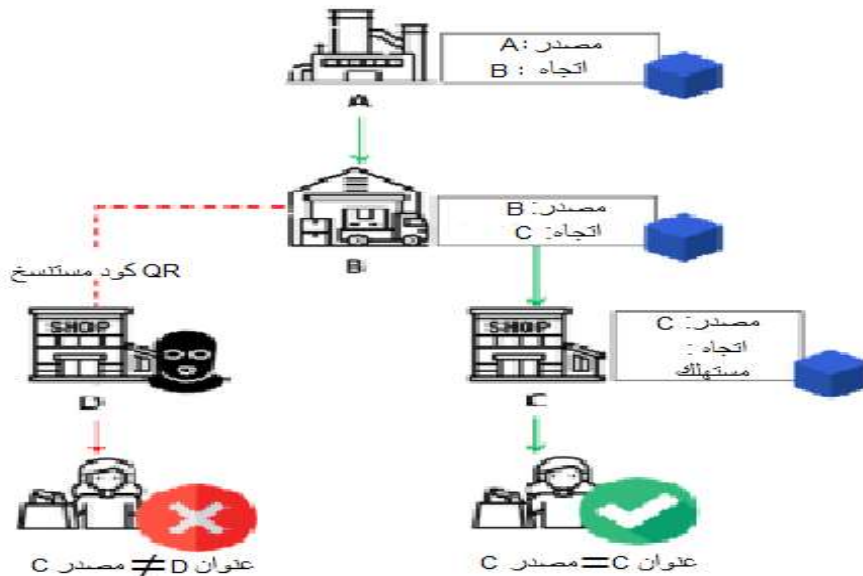 مصدر: A
اتجاه : B
A
مصدر: B
اتجاه: C
B
QR كود مستنسخ
SHOP
D
SHOP
C
مصدر: C
اتجاه :
مستهلك
عنوان D ≠ مصدر C
عنوان C = مصدر C